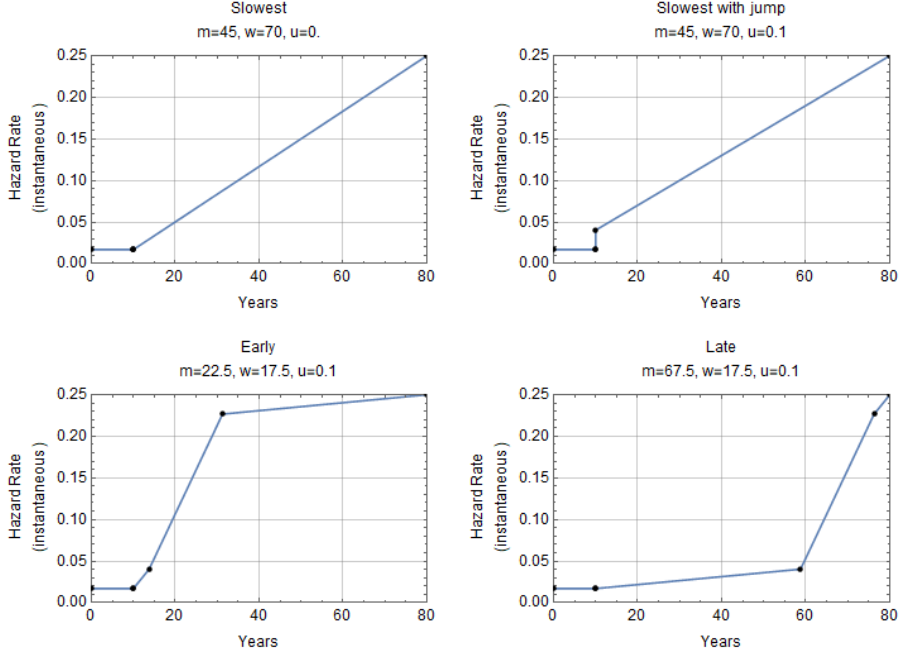 Slowest
m=45, w=70, u=0.
0.25
0.20
0.15
0.10
0.05
0.00
0 20 40 60 80
Hazard Rate
(instantaneous )
Years
Slowest with jump
m=45, w=70, u=0.1
0.25
0.20
0.15
0.10
0.05
0.00
0 20 40 60 80
Hazard Rate
(instantaneous )
Years
Early
m=22.5, w=17.5, u=0.1
0.25
0.20
0.15
0.10
0.05
0.00
0 20 40 60 80
Hazard Rate
(instantaneous )
Years
Late
m=67.5, w=17.5, u=0.1
0.25
0.20
0.15
0.10
0.05
0.00
0 20 40 60 80
Hazard Rate
(instantaneous )
Years